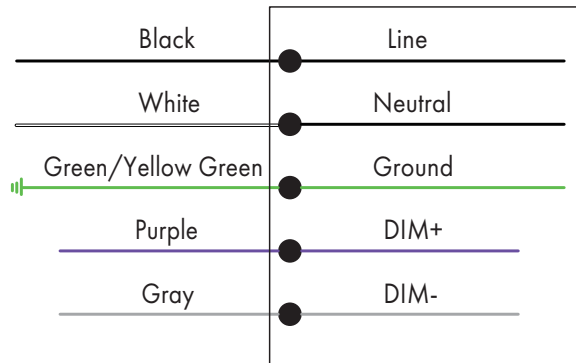 Black Line
White Neutral
Green/Yellow Green Ground
Purple DIM+
Gray DIM-